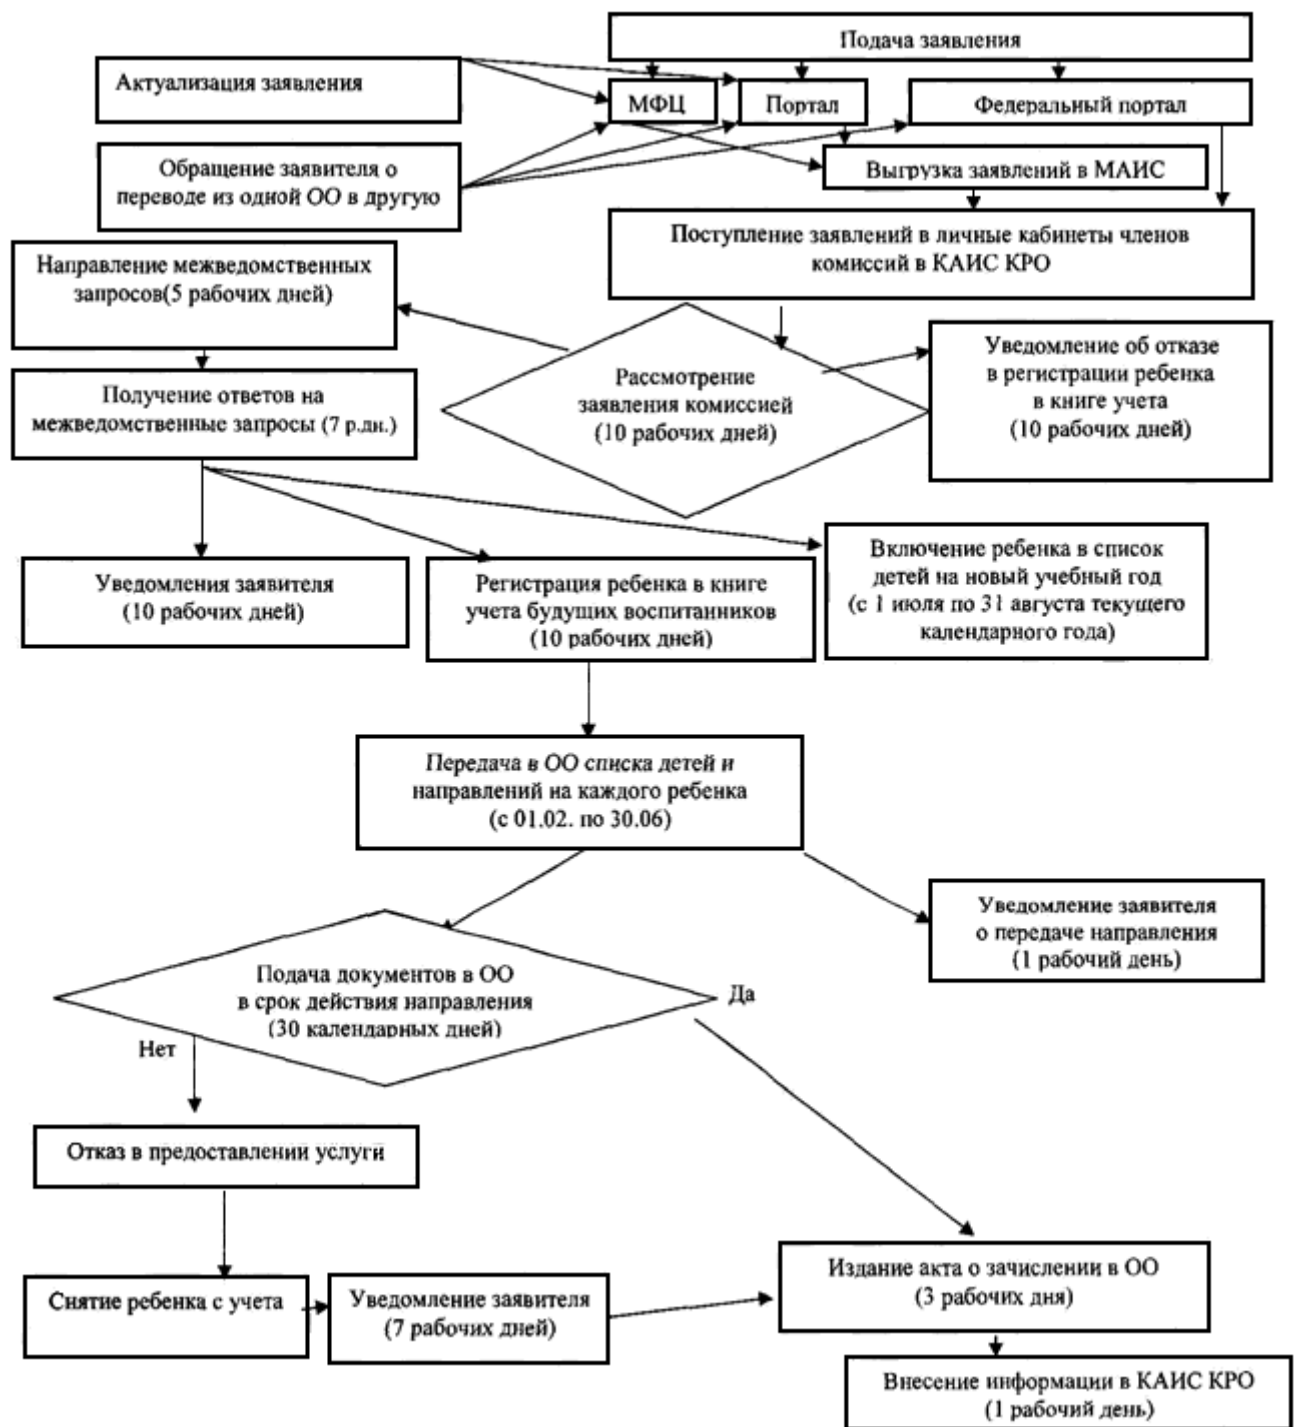 Подача заявления
Актуализация заявления
МФЦ
Портал
Федеральный портал
Обращение заявителя о
переводе из одной ОО в другую
Выгрузка заявлений в МАИС
Поступление заявлений в личные кабинеты членов
комиссий в КАИС КРО
Направление межведомственных
запросов(5 рабочих дней)
Рассмотрение
заявления комиссией
(10 рабочих дней)
Уведомление об отказе
в регистрации ребенка
в книге учета
(10 рабочих дней)
Получение ответов на
межведомственные запросы (7 р.дн.)
Уведомления заявителя
(10 рабочих дней)
Регистрация ребенка в книге
учета будущих воспитанников
(10 рабочих дней)
Включение ребенка в список
детей на новый учебный год
(с 1 июля по 31 августа текущего
календарного года)
Передача в ОО списка детей и
направлений на каждого ребенка
(с 01.02. по 30.06)
Уведомление заявителя
о передаче направления
(1 рабочий день)
Подача документов в ОО
в срок действия направления
(30 календарных дней)
Да
Нет
Отказ в предоставлении услуги
Снятие ребенка с учета
Уведомление заявителя
(7 рабочих дней)
Издание акта о зачислении в ОО
(3 рабочих дня)
Внесение информации в КАИС КРО
(1 рабочий день)